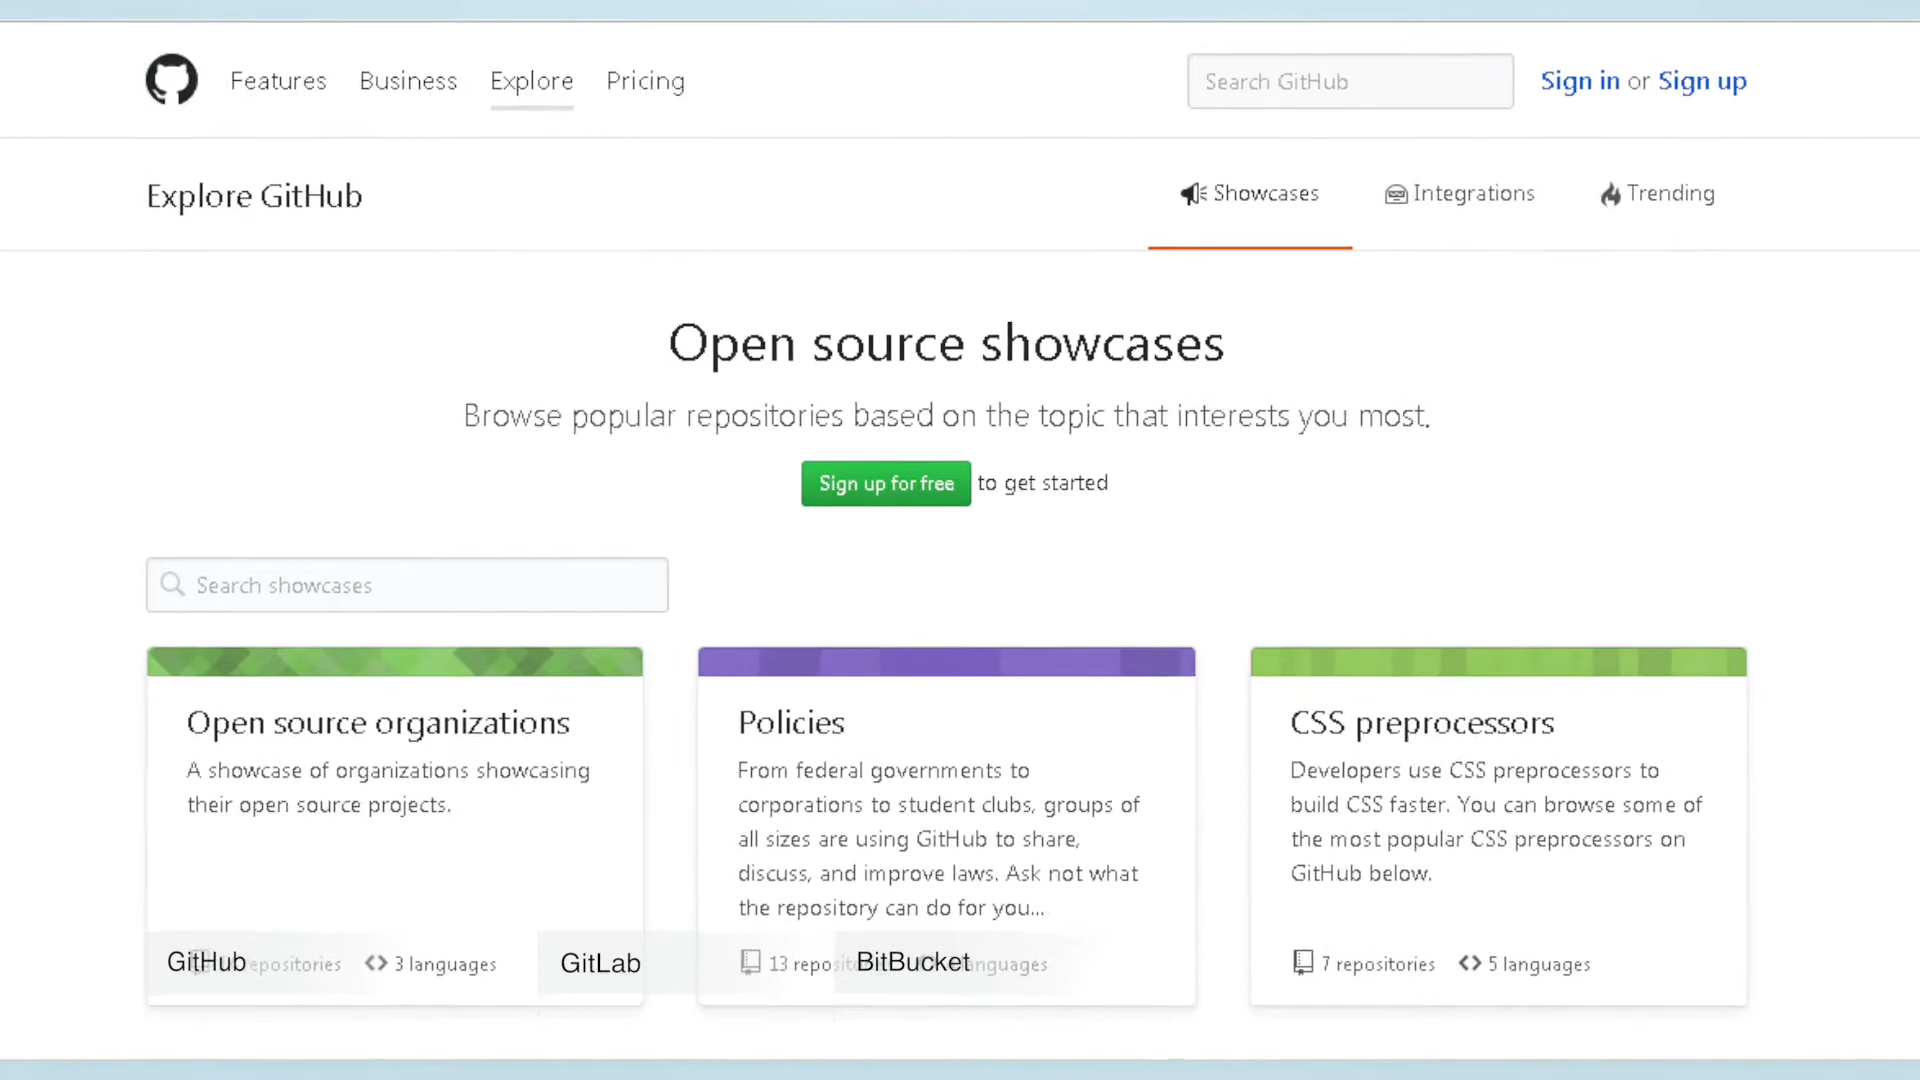 Features Business Explore Pricing Search GitHub Sign in or Sign up
Explore GitHub Showcases Integrations Trending
Open source showcases
Browse popular repositories based on the topic that interests you most.
Sign up for free to get started
Search showcases
Open source organizations
A showcase of organizations showcasing
their open source projects.
3 languages
Policies
From federal governments to
corporations to student clubs, groups of
all sizes are using GitHub to share,
discuss, and improve laws. Ask not what
the repository can do for you...
13
CSS preprocessors
Developers use CSS preprocessors to
build CSS faster. You can browse some of
the most popular CSS preprocessors on
GitHub below.
7 repositories 5 languages
GitHub
GitLab
BitBucket